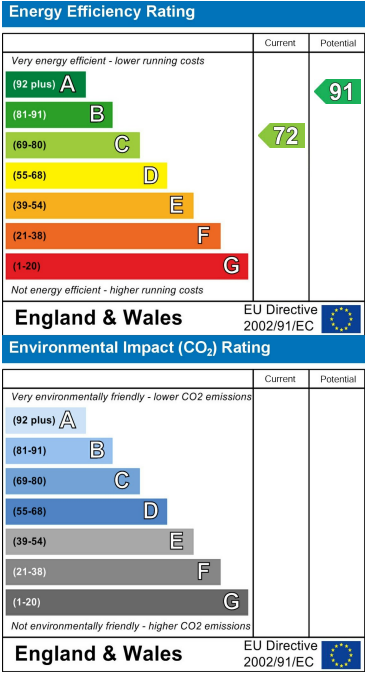 Energy Efficiency Rating
Current Potential
Very energy efficient - lower running costs
(92 plus) A
91
(81-91) B
(69-80) C
72
(55-68) D
(39-54) E
(21-38) F
(1-20) G
Not energy efficient - higher running costs
England & Wales
EU Directive
2002/91/EC
Environmental Impact (CO₂) Rating
Current Potential
Very environmentally friendly - lower CO2 emissions
(92 plus) A
(81-91) B
(69-80) C
(55-68) D
(39-54) E
(21-38) F
(1-20) G
Not environmentally friendly - higher CO2 emissions
England & Wales
EU Directive
2002/91/EC